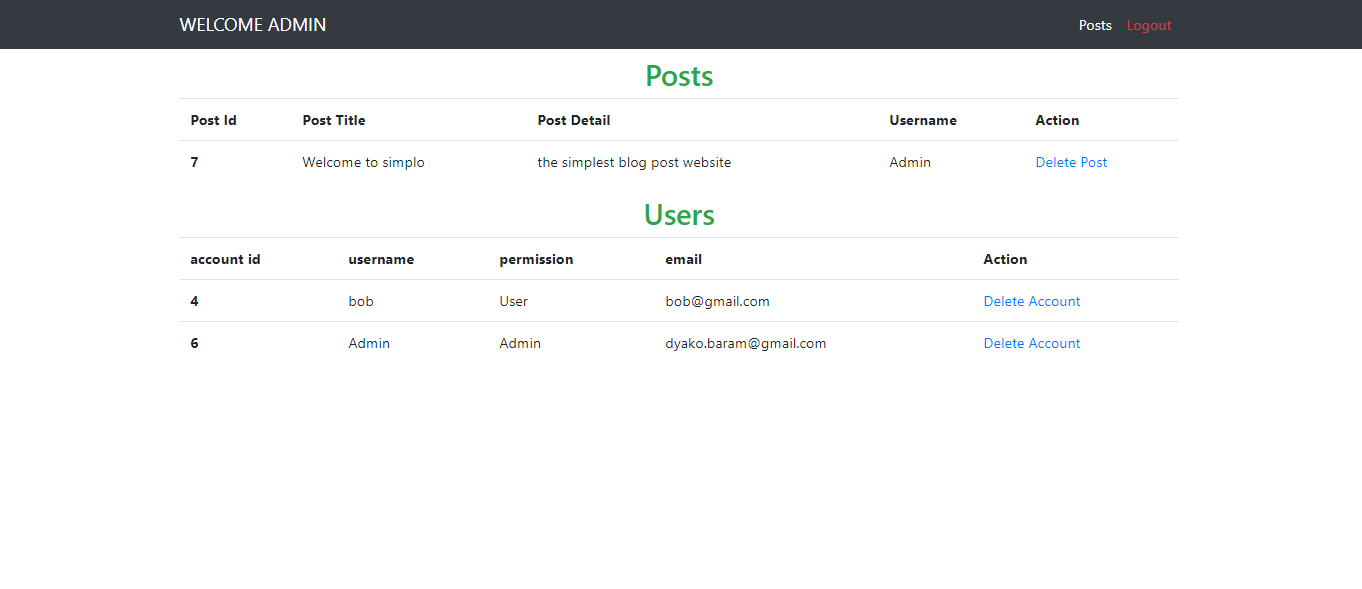 WELCOME ADMIN Posts Logout
Posts
Post Id Post Title Post Detail Username Action
7 Welcome to simplo the simplest blog post website Admin Delete Post
Users
account id username permission email Action
4 bob User bob@gmail.com Delete Account
6 Admin Admin dyako.baram@gmail.com Delete Account